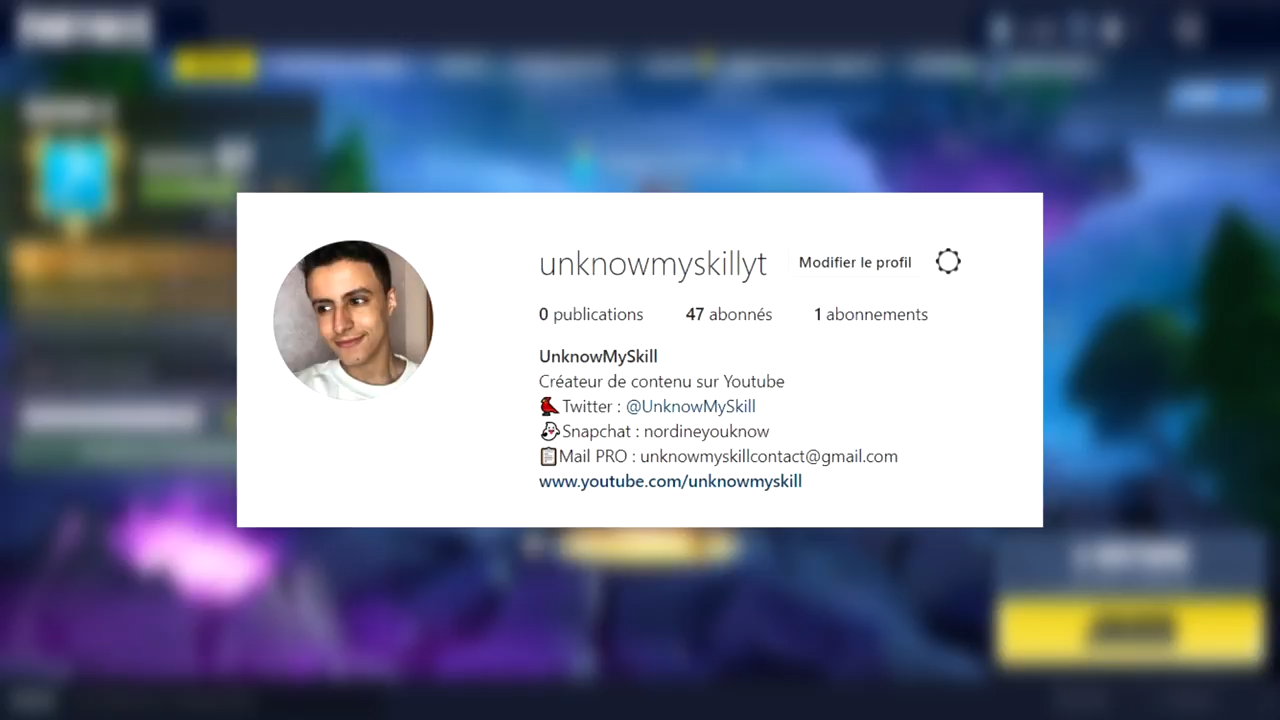 unknowmyskillyt Modifier le profil
0 publications 47 abonnés 1 abonnements
UnknowMySkill
Créateur de contenu sur Youtube
Twitter : @UnknowMySkill
Snapchat : nordineyouknow
Mail PRO : unknowmyskillcontact@gmail.com
www.youtube.com/unknowmyskill